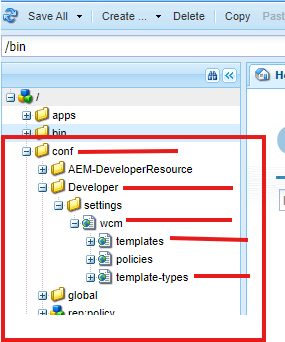 Save All Create ... Delete Copy Past
/bin
/
apps
bin
conf
AEM-DeveloperResource
Developer
settings
wcm
templates
policies
template-types
global
rep:policy